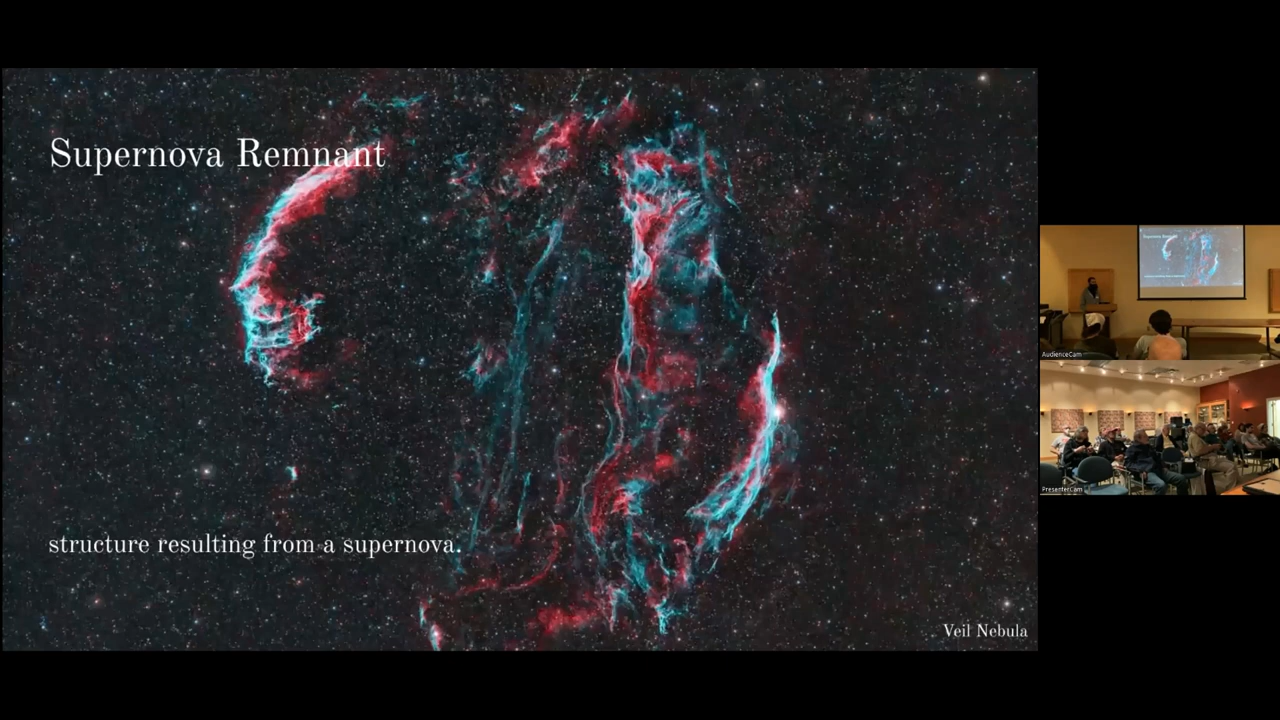 Supernova Remnant
structure resulting from a supernova.
Veil Nebula
AudienceCam
PresenterCam